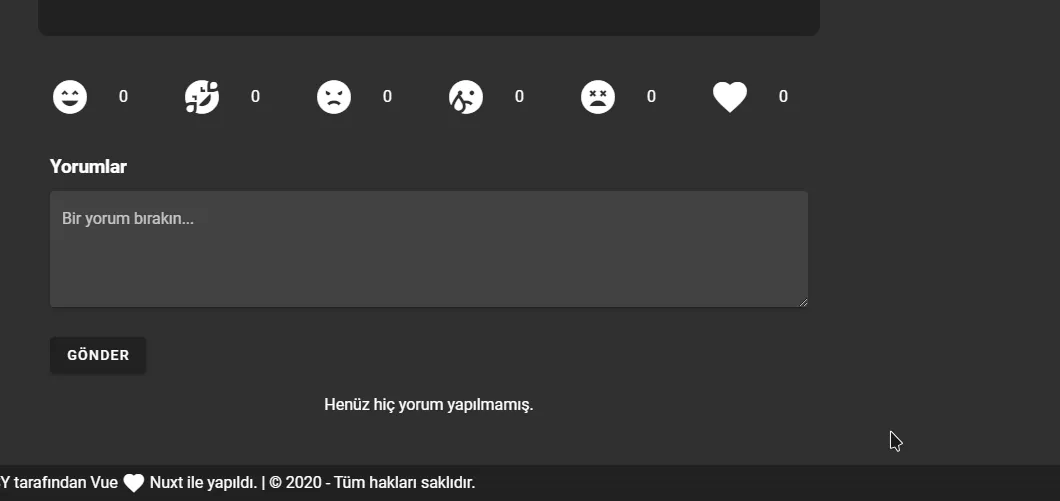 0 0 0 0 0 0
Yorumlar
Bir yorum bırakın...
GÖNDER
Henüz hiç yorum yapılmamış.
Y tarafından Vue Nuxt ile yapıldı. | © 2020 - Tüm hakları saklıdır.